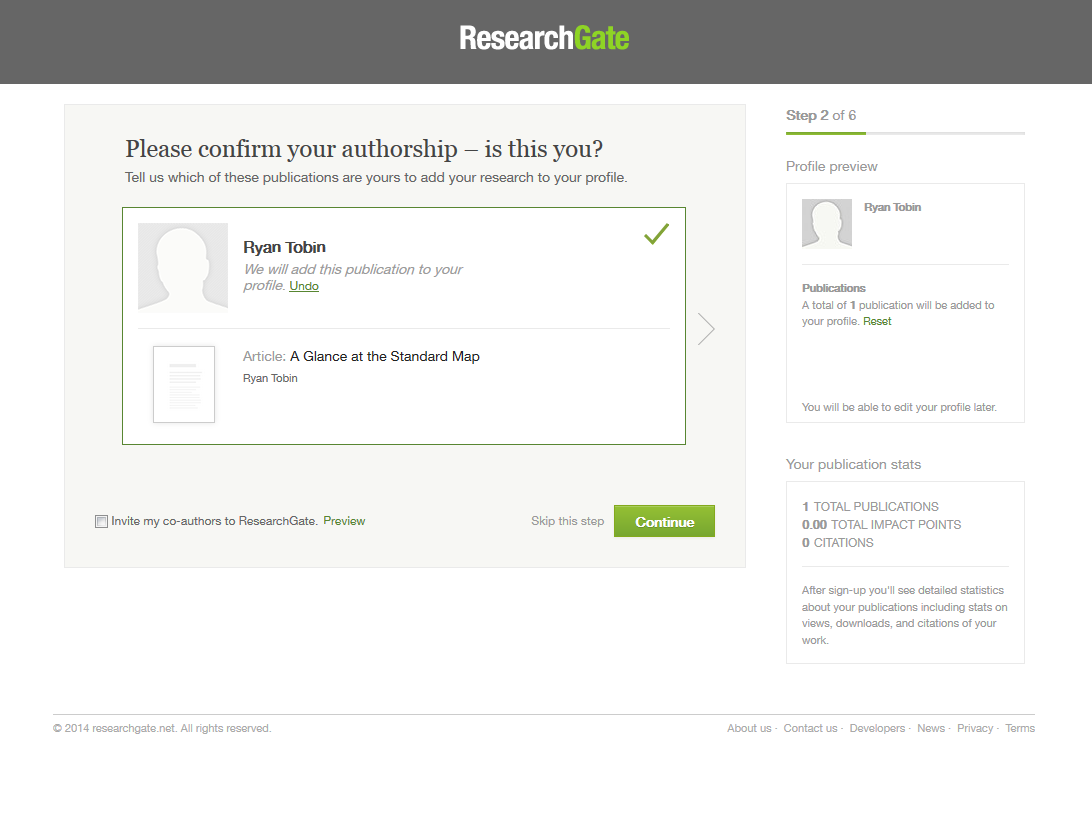 ResearchGate
Please confirm your authorship – is this you?
Tell us which of these publications are yours to add your research to your profile.
Ryan Tobin
We will add this publication to your
profile. Undo
Article: A Glance at the Standard Map
Ryan Tobin
Invite my co-authors to ResearchGate. Preview
Skip this step
Continue
Step 2 of 6
Profile preview
Ryan Tobin
Publications
A total of 1 publication will be added to
your profile. Reset
You will be able to edit your profile later.
Your publication stats
1 TOTAL PUBLICATIONS
0.00 TOTAL IMPACT POINTS
0 CITATIONS
After sign-up you'll see detailed statistics
about your publications including stats on
views, downloads, and citations of your
work.
© 2014 researchgate.net. All rights reserved.
About us · Contact us · Developers · News · Privacy · Terms